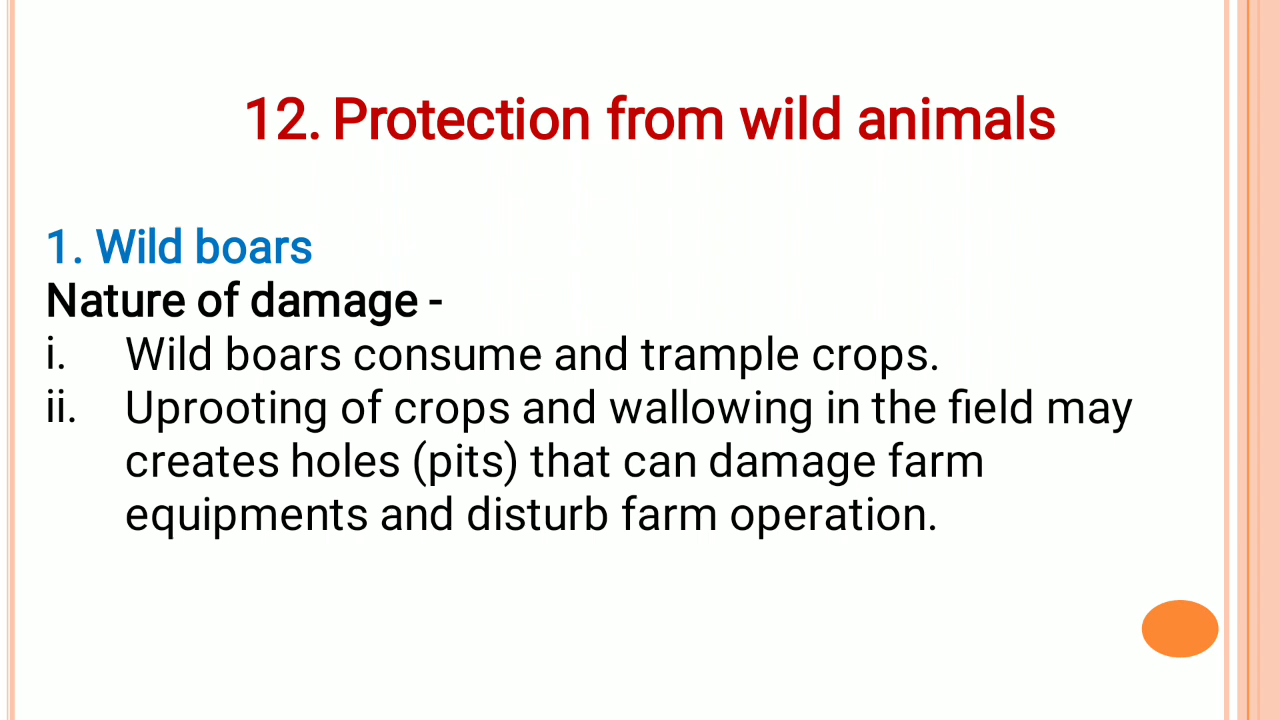 12. Protection from wild animals
1. Wild boars
Nature of damage -
i. Wild boars consume and trample crops.
ii. Uprooting of crops and wallowing in the field may
creates holes (pits) that can damage farm
equipments and disturb farm operation.